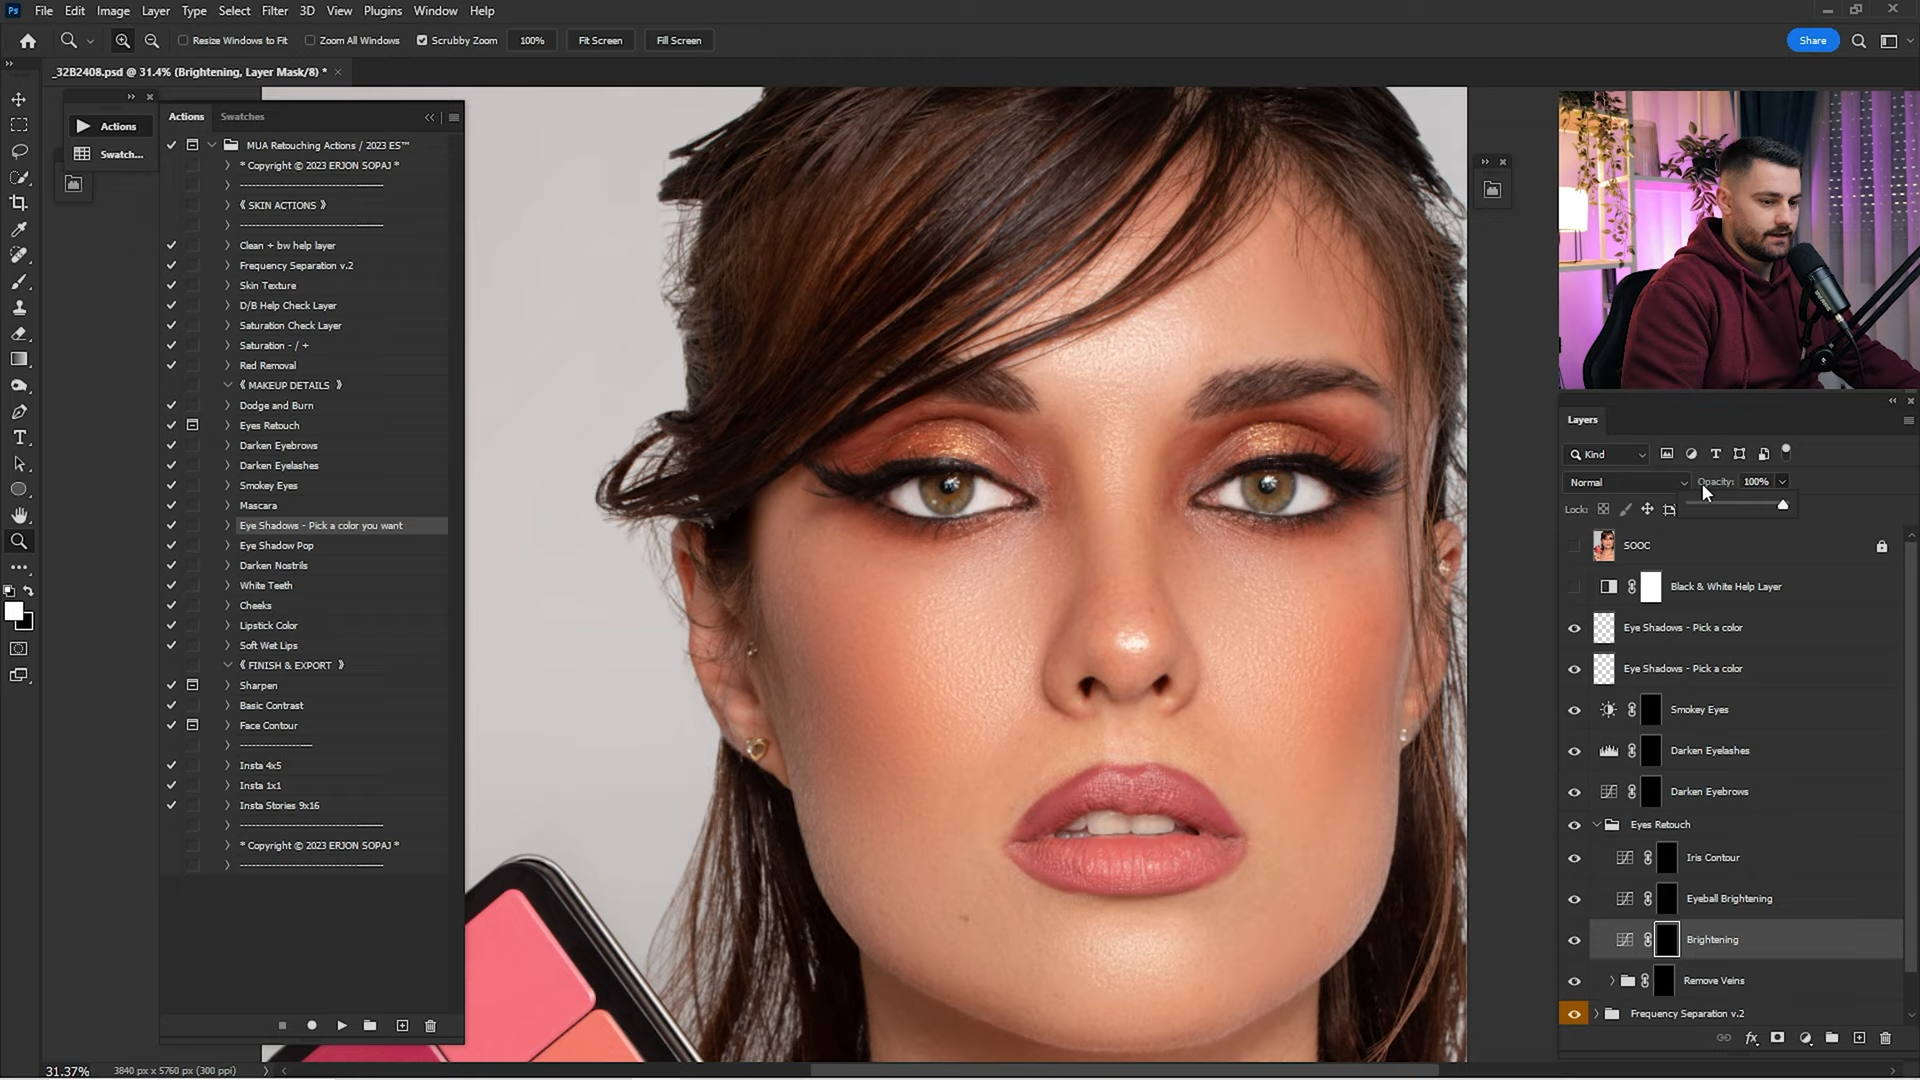 Ps File Edit Image Layer Type Select Filter 3D View Plugins Window Help
Resize Windows to Fit Zoom All Windows Scrubby Zoom 100% Fit Screen Fill Screen Share
_32B2408.psd @ 31.4% (Brightening, Layer Mask/8) *
Actions
Swatch...
Actions Swatches
MUA Retouching Actions / 2023 ES™
* Copyright © 2023 ERJON SOPAJ *
----------------------------------
《 SKIN ACTIONS 》
----------------------------------
Clean + bw help layer
Frequency Separation v.2
Skin Texture
D/B Help Check Layer
Saturation Check Layer
Saturation - / +
Red Removal
《 MAKEUP DETAILS 》
Dodge and Burn
Eyes Retouch
Darken Eyebrows
Darken Eyelashes
Smokey Eyes
Mascara
Eye Shadows - Pick a color you want
Eye Shadow Pop
Darken Nostrils
White Teeth
Cheeks
Lipstick Color
Soft Wet Lips
《 FINISH & EXPORT 》
Sharpen
Basic Contrast
Face Contour
-----------------
Insta 4x5
Insta 1x1
Insta Stories 9x16
----------------------------------
* Copyright © 2023 ERJON SOPAJ *
----------------------------------
Layers
Kind
Normal Opacity: 100%
Lock:
SOOC
Black & White Help Layer
Eye Shadows - Pick a color
Eye Shadows - Pick a color
Smokey Eyes
Darken Eyelashes
Darken Eyebrows
Eyes Retouch
Iris Contour
Eyeball Brightening
Brightening
Remove Veins
Frequency Separation v.2
fx
31.37% 3840 px x 5760 px (300 ppi)